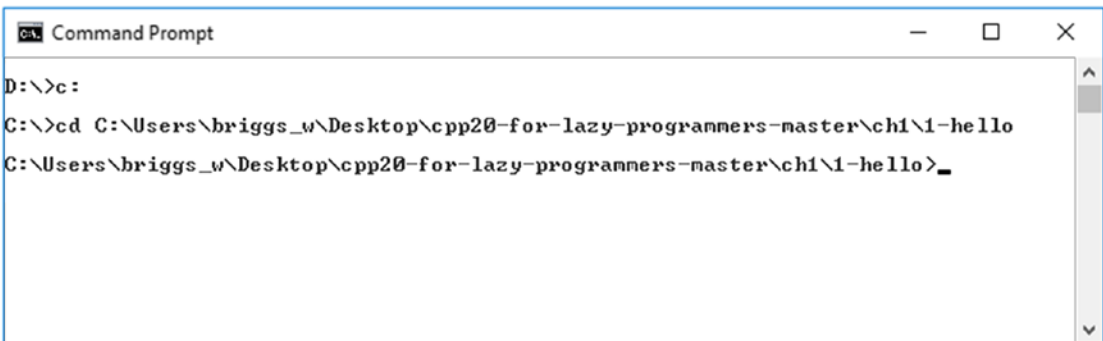 Command Prompt
D:\>c:
C:\>cd C:\Users\briggs_w\Desktop\cpp20-for-lazy-programmers-master\ch1\1-hello
C:\Users\briggs_w\Desktop\cpp20-for-lazy-programmers-master\ch1\1-hello>_